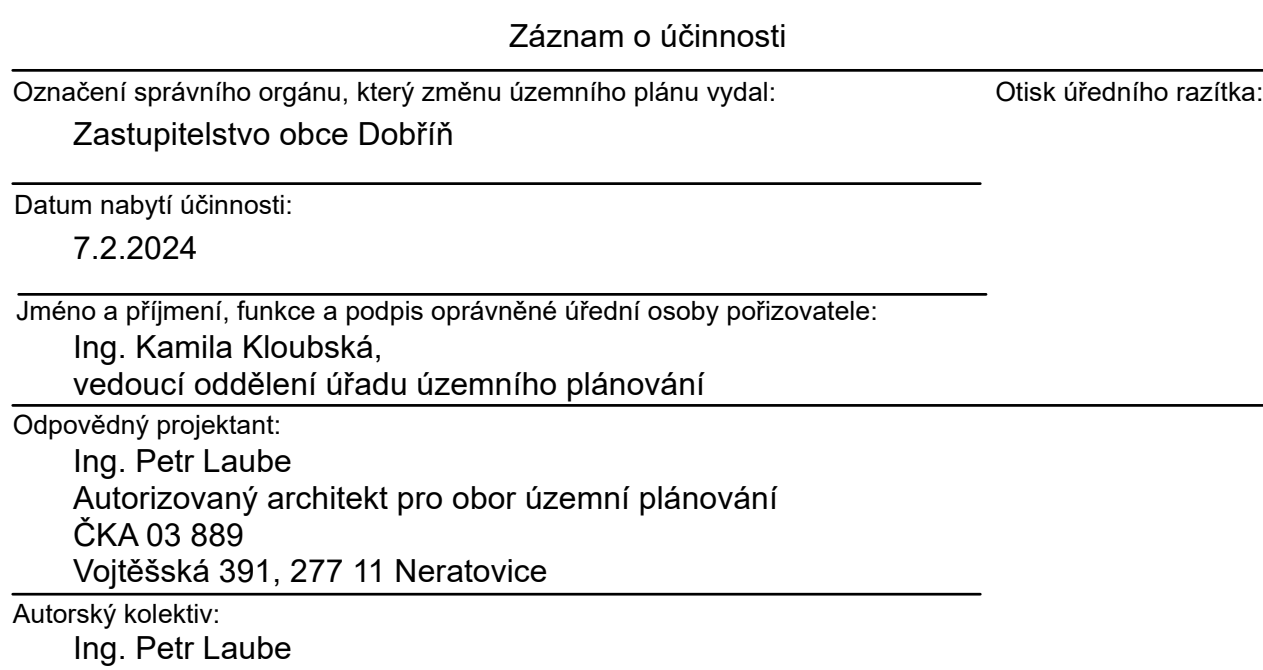 Záznam o účinnosti
Označení správního orgánu, který změnu územního plánu vydal:
Otisk úředního razítka:
Zastupitelstvo obce Dobříň
Datum nabytí účinnosti:
7.2.2024
Jméno a příjmení, funkce a podpis oprávněné úřední osoby pořizovatele:
Ing. Kamila Kloubská,
vedoucí oddělení úřadu územního plánování
Odpovědný projektant:
Ing. Petr Laube
Autorizovaný architekt pro obor územní plánování
ČKA 03 889
Vojtěšská 391, 277 11 Neratovice
Autorský kolektiv:
Ing. Petr Laube